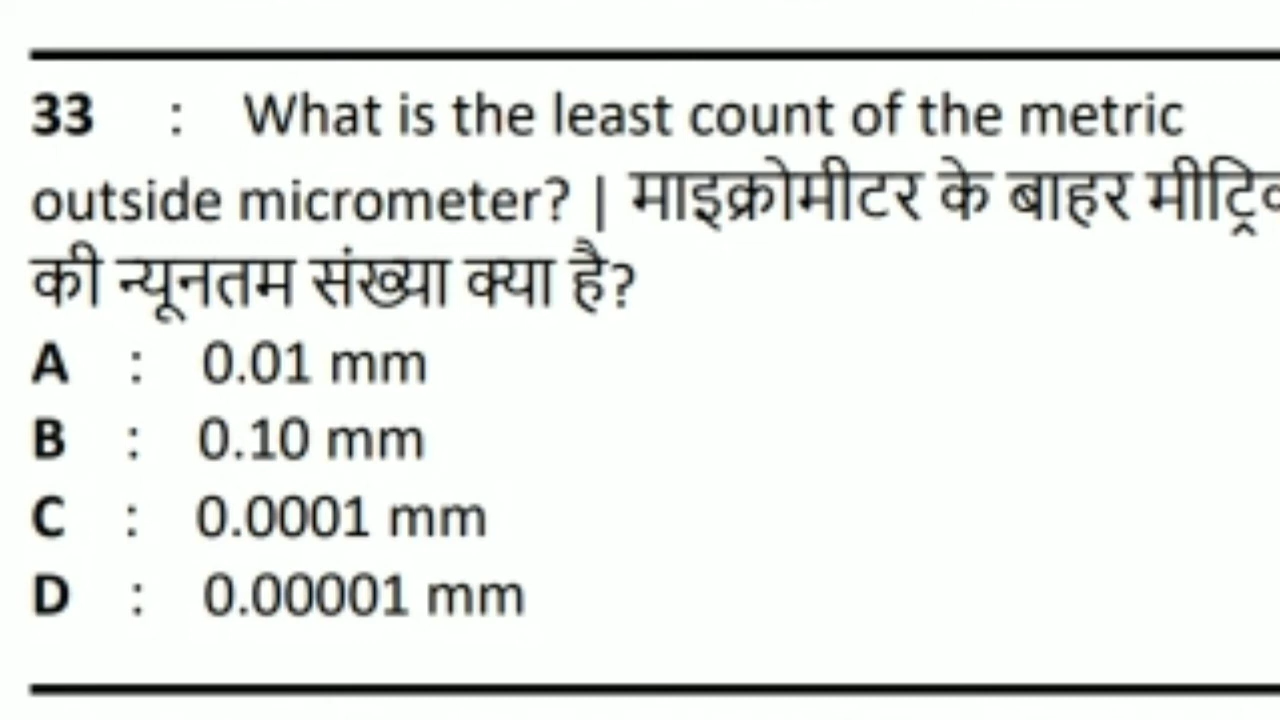 33 : What is the least count of the metric
outside micrometer? | माइक्रोमीटर के बाहर
की न्यूनतम संख्या क्या है?
A : 0.01 mm
B : 0.10 mm
C : 0.0001 mm
D : 0.00001 mm